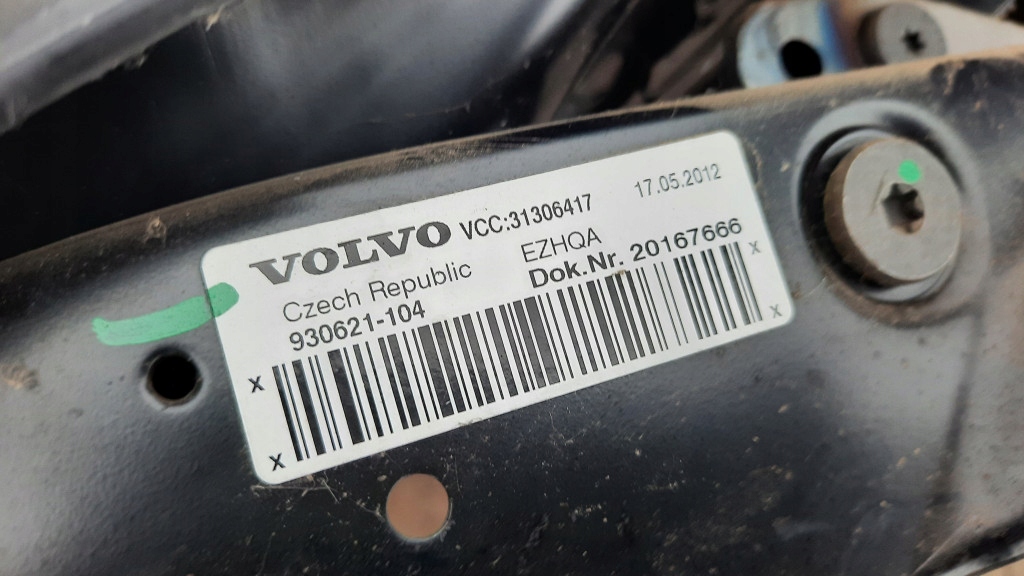 VOLVO VCC:31306417 17.05.2012
Czech Republic EZHQA
930621-104 Dok.Nr. 20167666
X X
X X